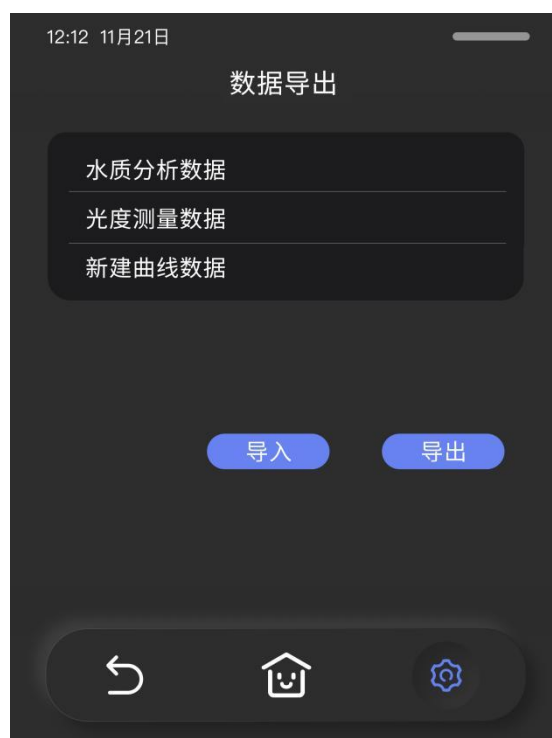 12:12 11月21日
数据导出
水质分析数据
光度测量数据
新建曲线数据
导入 导出